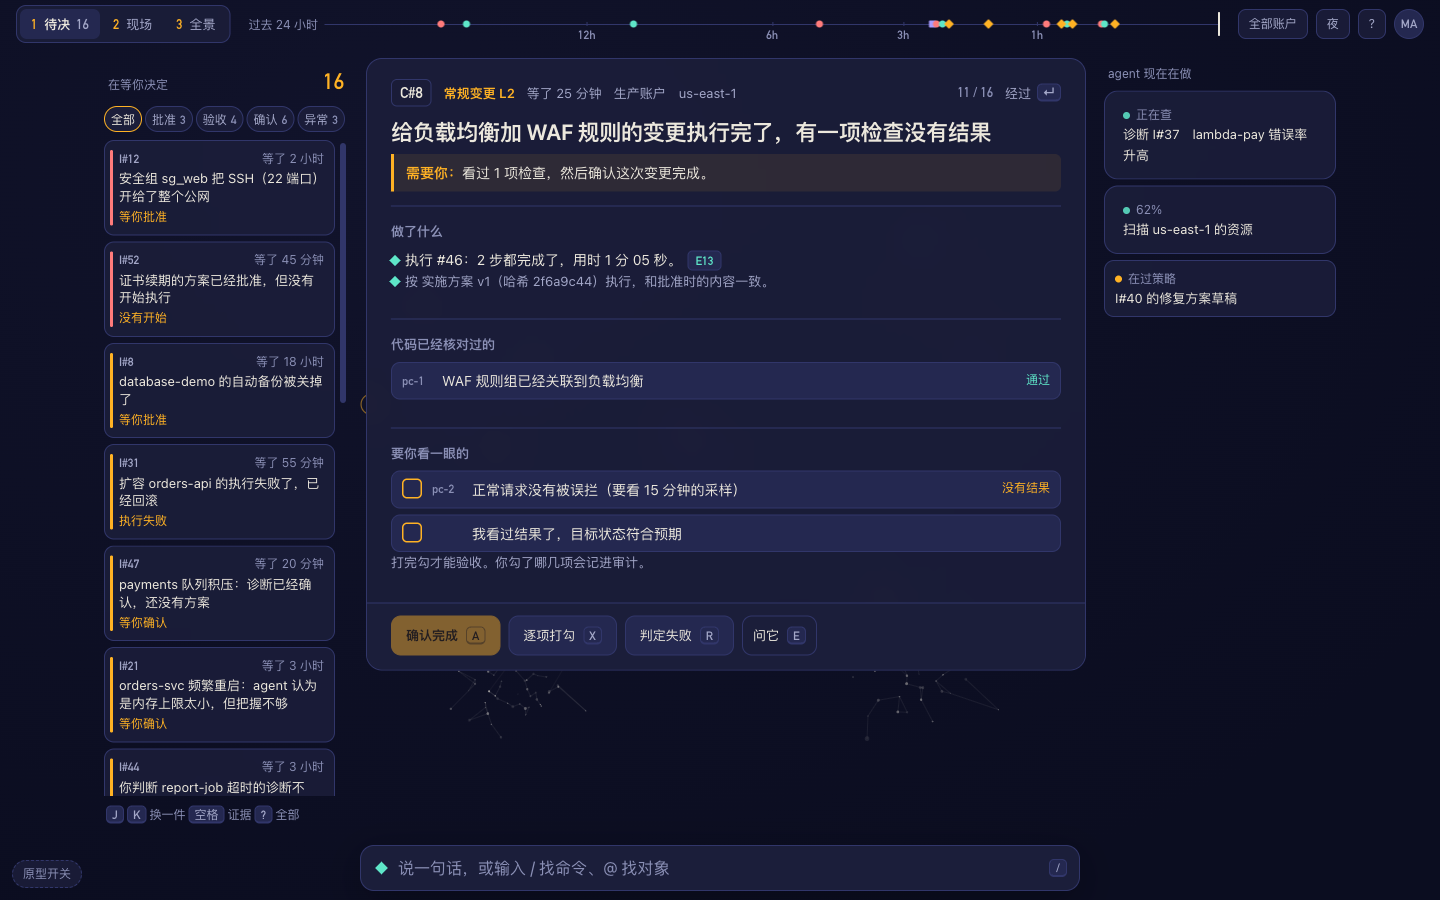 1 待决 16 2 现场 3 全景 过去 24 小时 12h 6h 3h 1h 全部账户 夜 ? MA
在等你决定 16
全部 批准 3 验收 4 确认 6 异常 3
I#12 等了 2 小时
安全组 sg_web 把 SSH（22 端口）
开给了整个公网
等你批准
I#52 等了 45 分钟
证书续期的方案已经批准，但没有
开始执行
没有开始
I#8 等了 18 小时
database-demo 的自动备份被关掉
了
等你批准
I#31 等了 55 分钟
扩容 orders-api 的执行失败了，已
经回滚
执行失败
I#47 等了 20 分钟
payments 队列积压：诊断已经确
认，还没有方案
等你确认
I#21 等了 3 小时
orders-svc 频繁重启：agent 认为
是内存上限太小，但把握不够
等你确认
I#44 等了 3 小时
你判断 report-job 超时的诊断不
J K 换一件 空格 证据 ? 全部
原型开关
C#8 常规变更 L2 等了 25 分钟 生产账户 us-east-1 11 / 16 经过 ↵
给负载均衡加 WAF 规则的变更执行完了，有一项检查没有结果
需要你：看过 1 项检查，然后确认这次变更完成。
做了什么
执行 #46：2 步都完成了，用时 1 分 05 秒。 E13
按 实施方案 v1（哈希 2f6a9c44）执行，和批准时的内容一致。
代码已经核对过的
pc-1 WAF 规则组已经关联到负载均衡 通过
要你看一眼的
pc-2 正常请求没有被误拦（要看 15 分钟的采样） 没有结果
我看过结果了，目标状态符合预期
打完勾才能验收。你勾了哪几项会记进审计。
确认完成 A 逐项打勾 X 判定失败 R 问它 E
说一句话，或输入 / 找命令、@ 找对象 /
agent 现在在做
正在查
诊断 I#37 lambda-pay 错误率
升高
62%
扫描 us-east-1 的资源
在过策略
I#40 的修复方案草稿